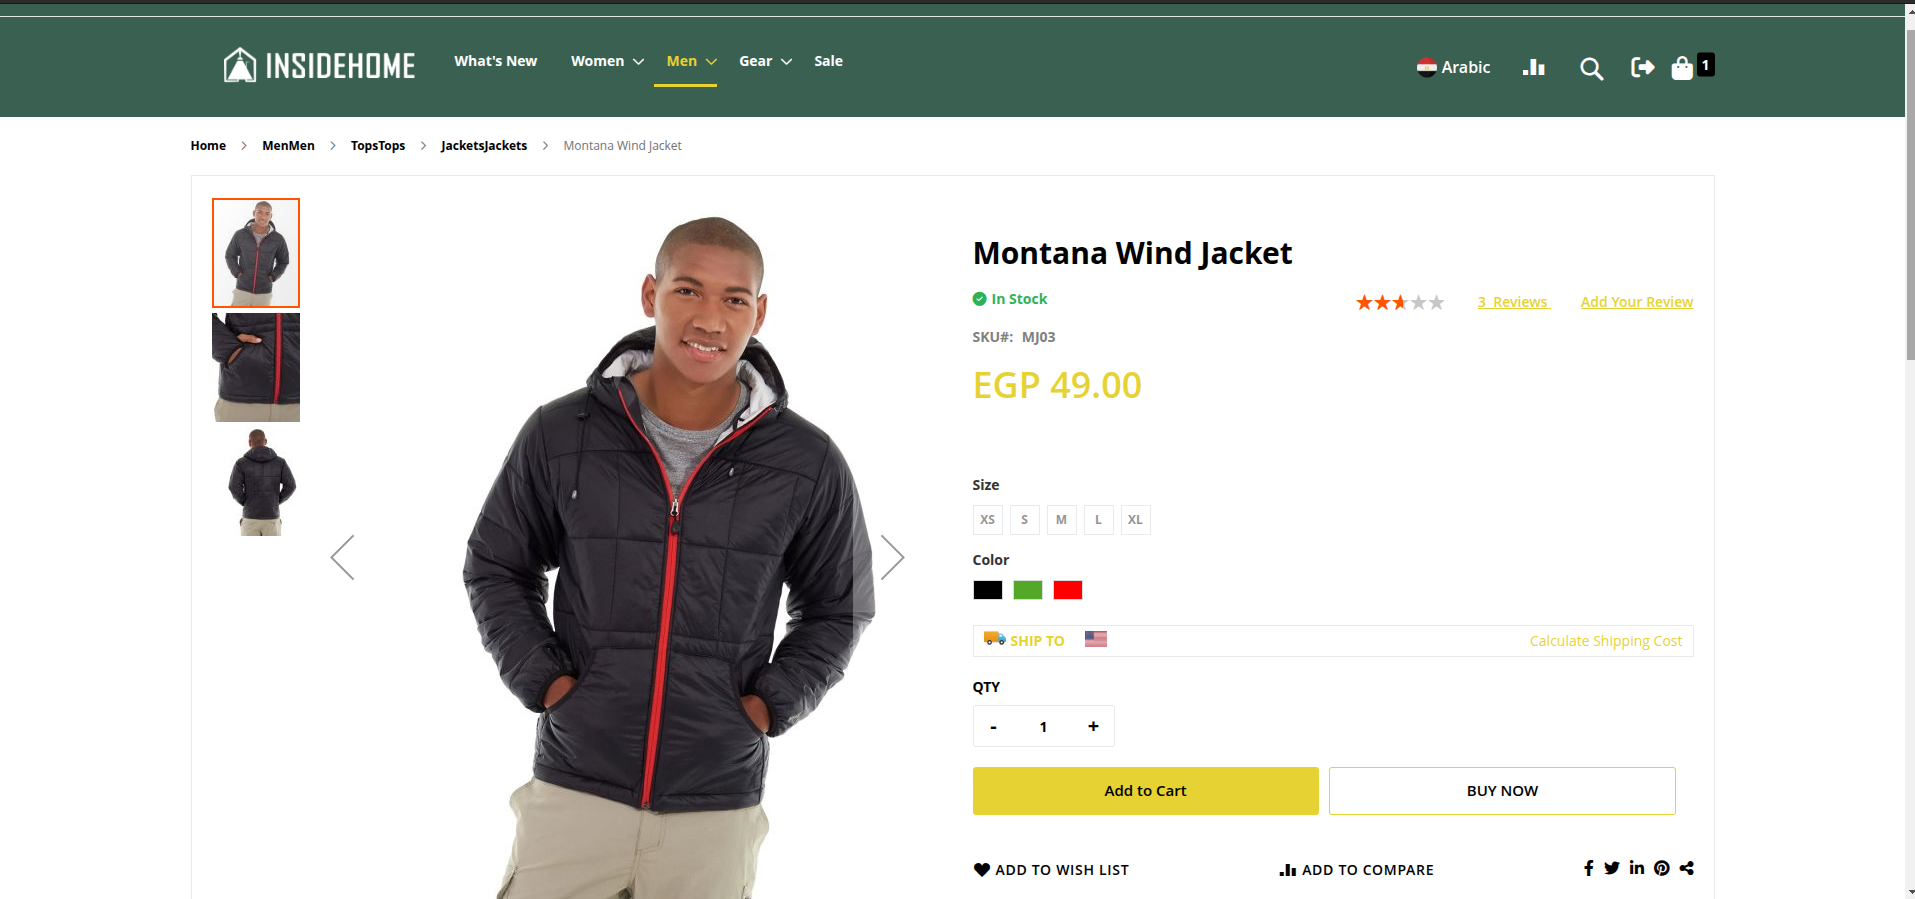 INSIDEHOME
What's New
Women
Men
Gear
Sale
Arabic
1
Home > MenMen > TopsTops > JacketsJackets > Montana Wind Jacket
Montana Wind Jacket
In Stock
3 Reviews
Add Your Review
SKU#: MJ03
EGP 49.00
Size
XS S M L XL
Color
SHIP TO
Calculate Shipping Cost
QTY
- 1 +
Add to Cart
BUY NOW
ADD TO WISH LIST
ADD TO COMPARE